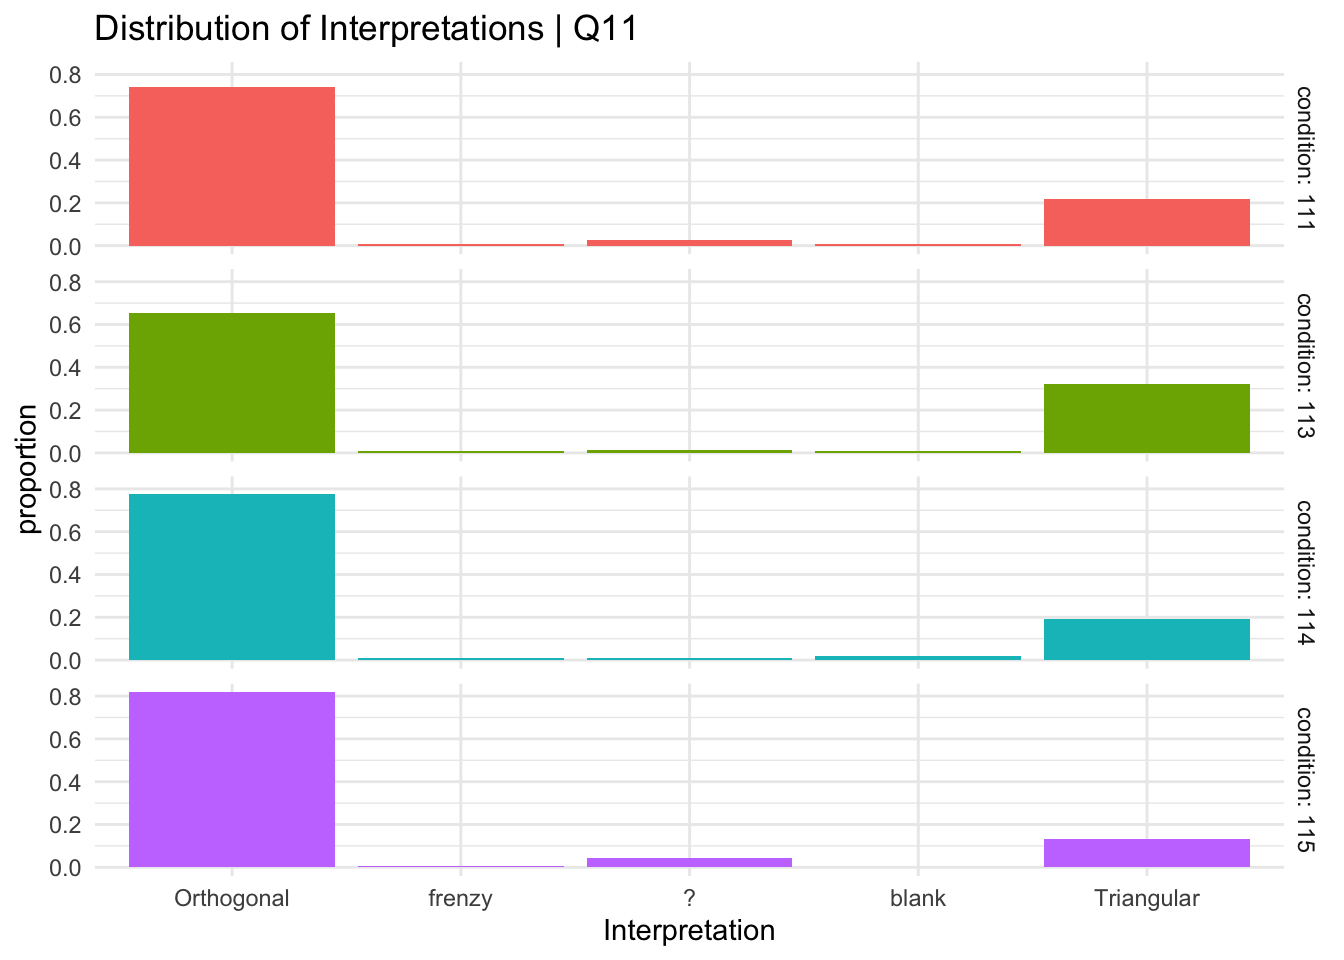 Distribution of Interpretations | Q11
proportion
0.8
0.6
0.4
0.2
0.0
condition: 111
0.8
0.6
0.4
0.2
0.0
condition: 113
0.8
0.6
0.4
0.2
0.0
condition: 114
0.8
0.6
0.4
0.2
0.0
condition: 115
Orthogonal frenzy ? blank Triangular
Interpretation